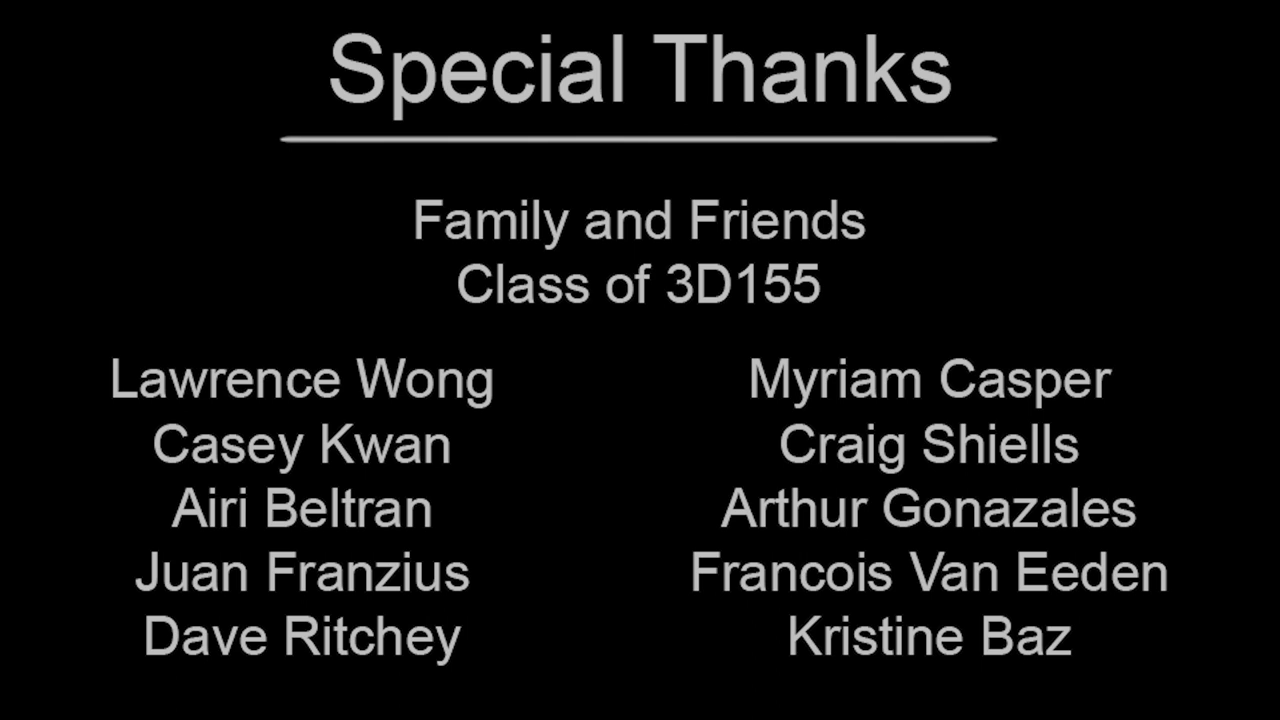 Special Thanks
Family and Friends
Class of 3D155
Lawrence Wong
Casey Kwan
Airi Beltran
Juan Franzius
Dave Ritchey
Myriam Casper
Craig Shiells
Arthur Gonazales
Francois Van Eeden
Kristine Baz